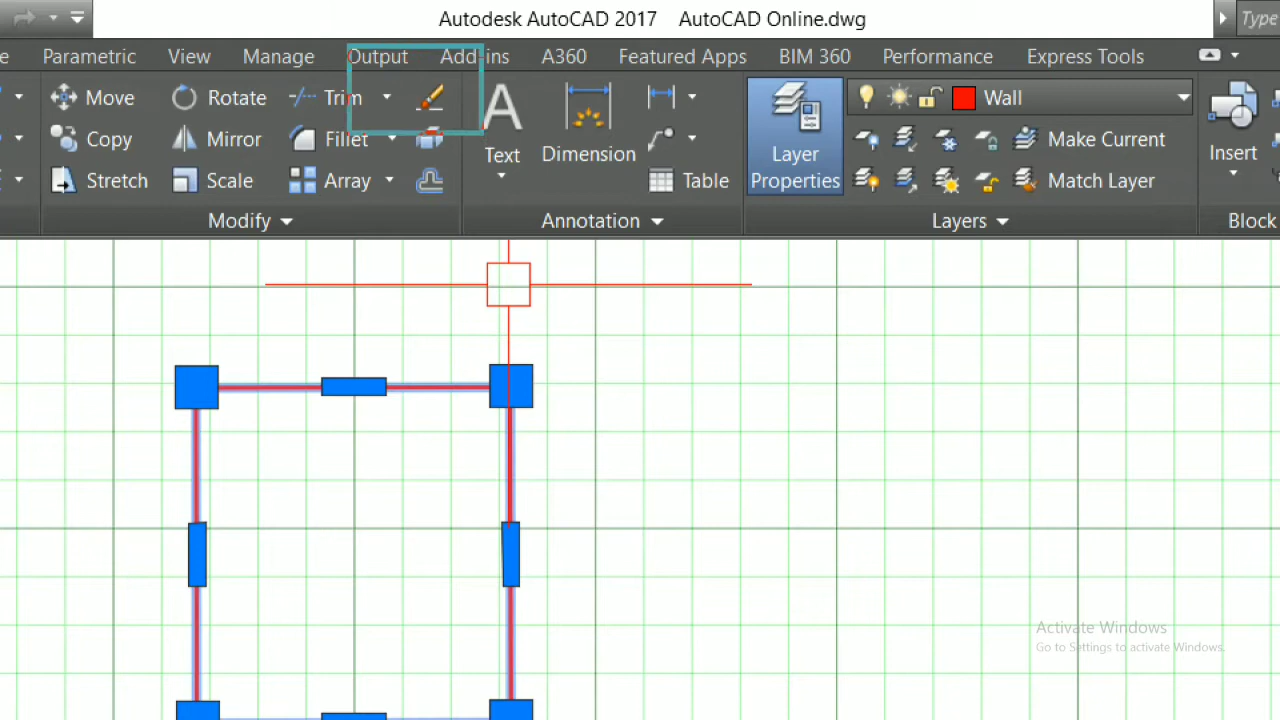 Autodesk AutoCAD 2017 AutoCAD Online.dwg
Type
e Parametric View Manage Output Add-ins A360 Featured Apps BIM 360 Performance Express Tools
Move Rotate Trim Wall
Copy Mirror Fillet Text Dimension Layer Properties Make Current Insert
Stretch Scale Array Table Match Layer
Modify Annotation Layers Block
Activate Windows
Go to Settings to activate Windows.